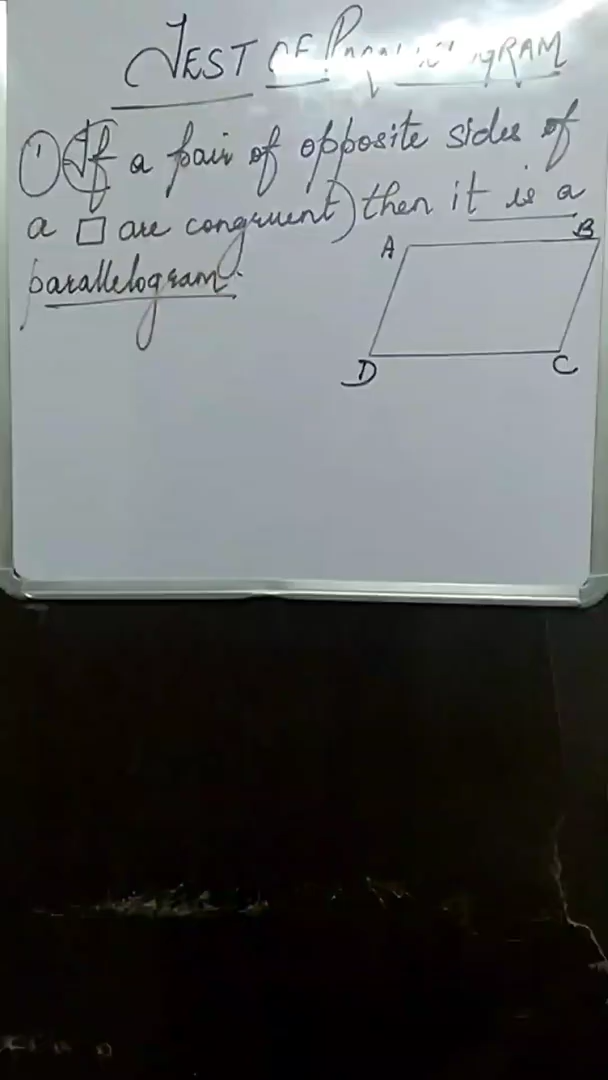 TEST OF
① If a pair of opposite sides of
a □ are congruent) then it is a
parallelogram.
A B
D C